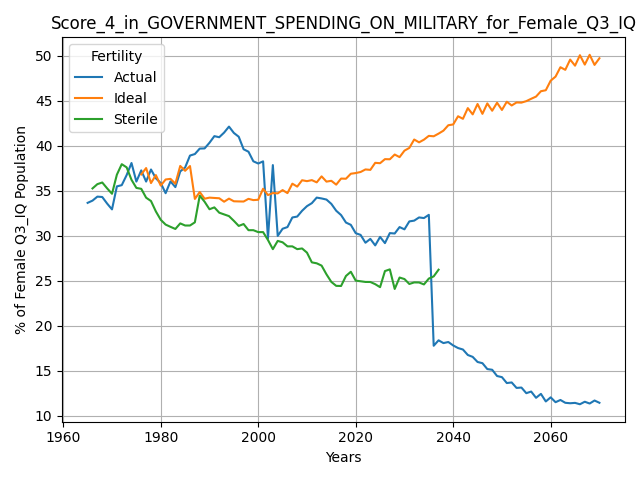 Score_4_in_GOVERNMENT_SPENDING_ON_MILITARY_for_Female_Q3_IQ
Fertility
Actual
Ideal
Sterile
% of Female Q3_IQ Population
50
45
40
35
30
25
20
15
10
1960
1980
2000
2020
2040
2060
Years